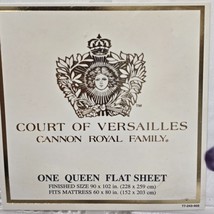 TM
COURT OF VERSAILLES
CANNON ROYAL FAMILY.
ONE QUEEN FLAT SHEET
FINISHED SIZE 90 x 102 in. (228 x 259 cm)
FITS MATTRESS 60 x 80 in. (152 x 203 cm)